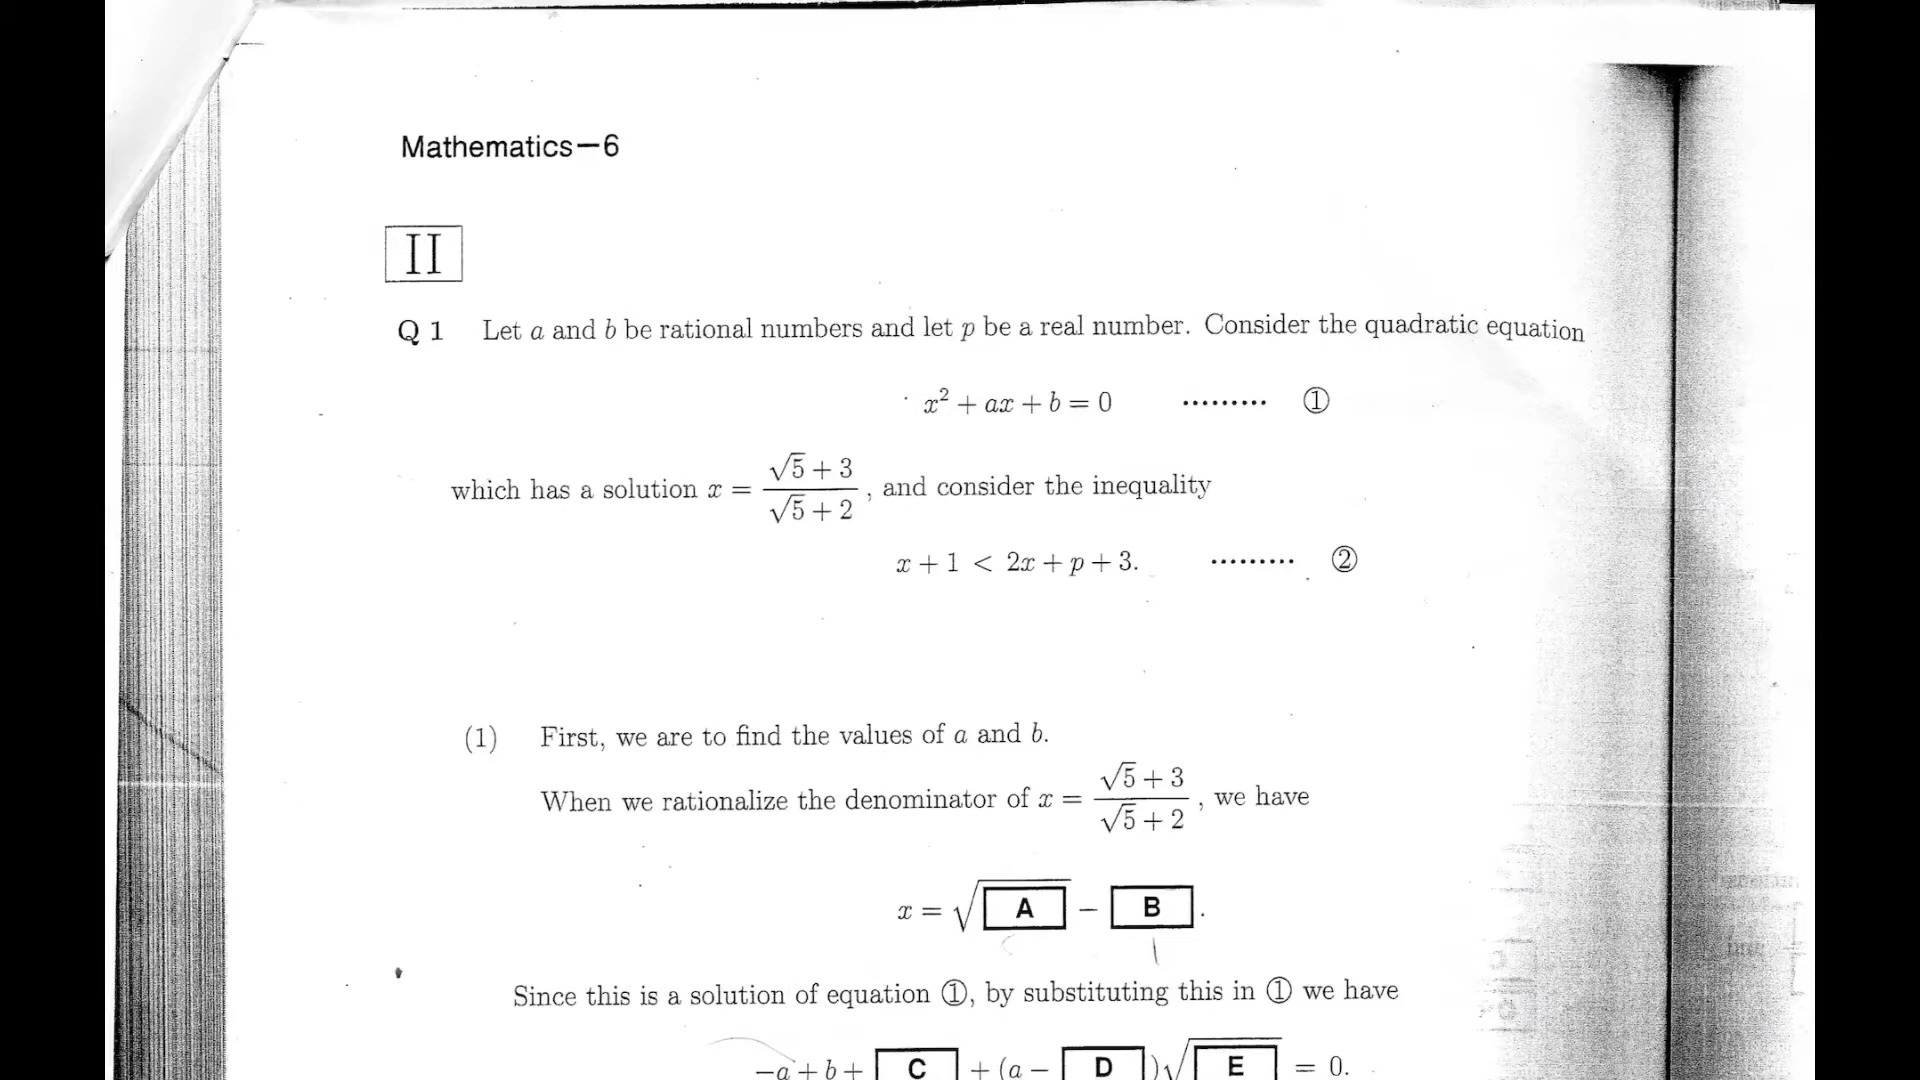 Mathematics—6
II
Q 1 Let a and b be rational numbers and let p be a real number. Consider the quadratic equation
x² + ax + b = 0 ········· ①
which has a solution x = (√5 + 3)/(√5 + 2), and consider the inequality
x + 1 < 2x + p + 3. ········· ②
(1) First, we are to find the values of a and b.
When we rationalize the denominator of x = (√5 + 3)/(√5 + 2), we have
x = √A − B.
Since this is a solution of equation ①, by substituting this in ① we have
−a + b + C + (a − D)√E = 0.